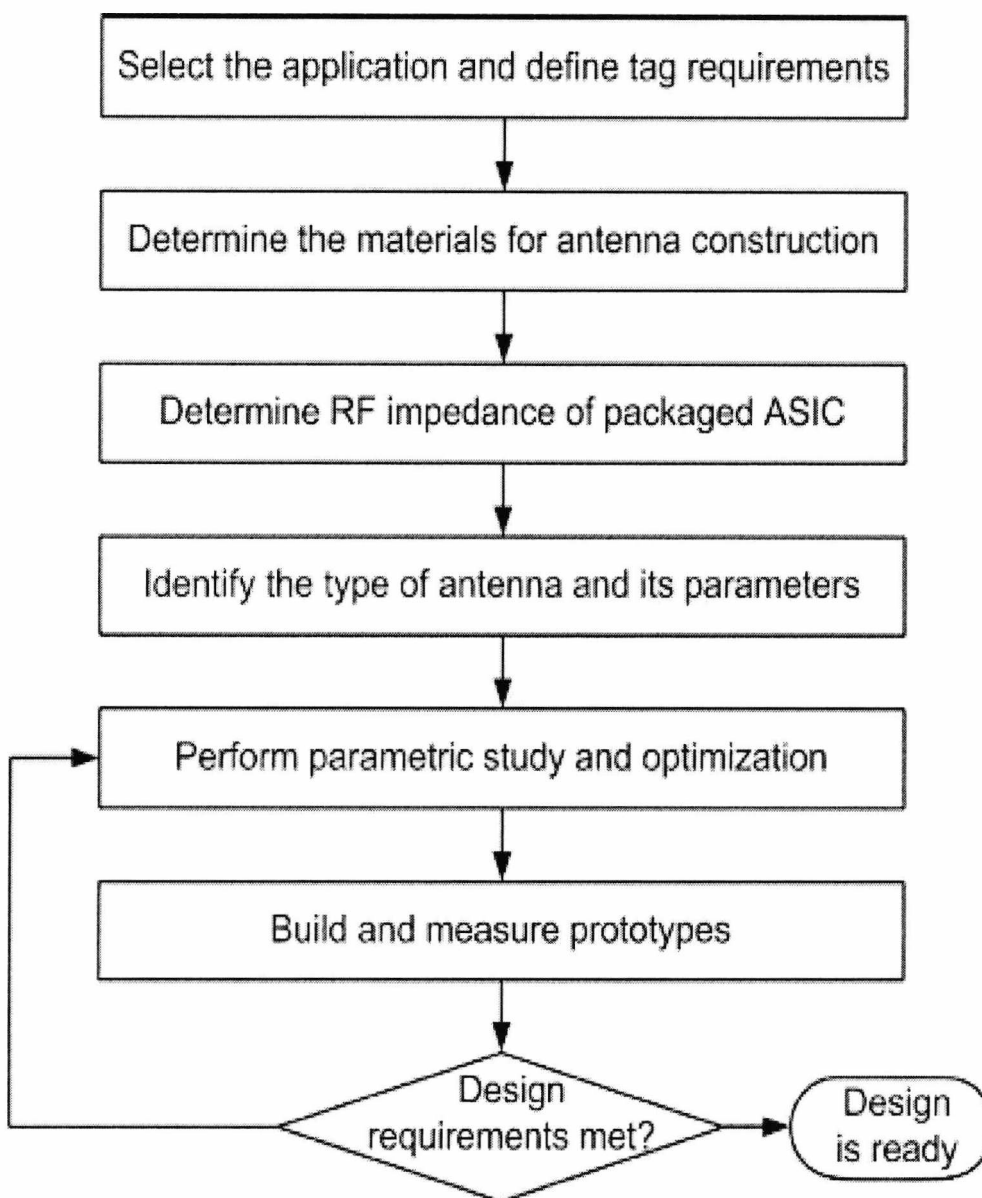 Select the application and define tag requirements
Determine the materials for antenna construction
Determine RF impedance of packaged ASIC
Identify the type of antenna and its parameters
Perform parametric study and optimization
Build and measure prototypes
Design
requirements met?
Design
is ready